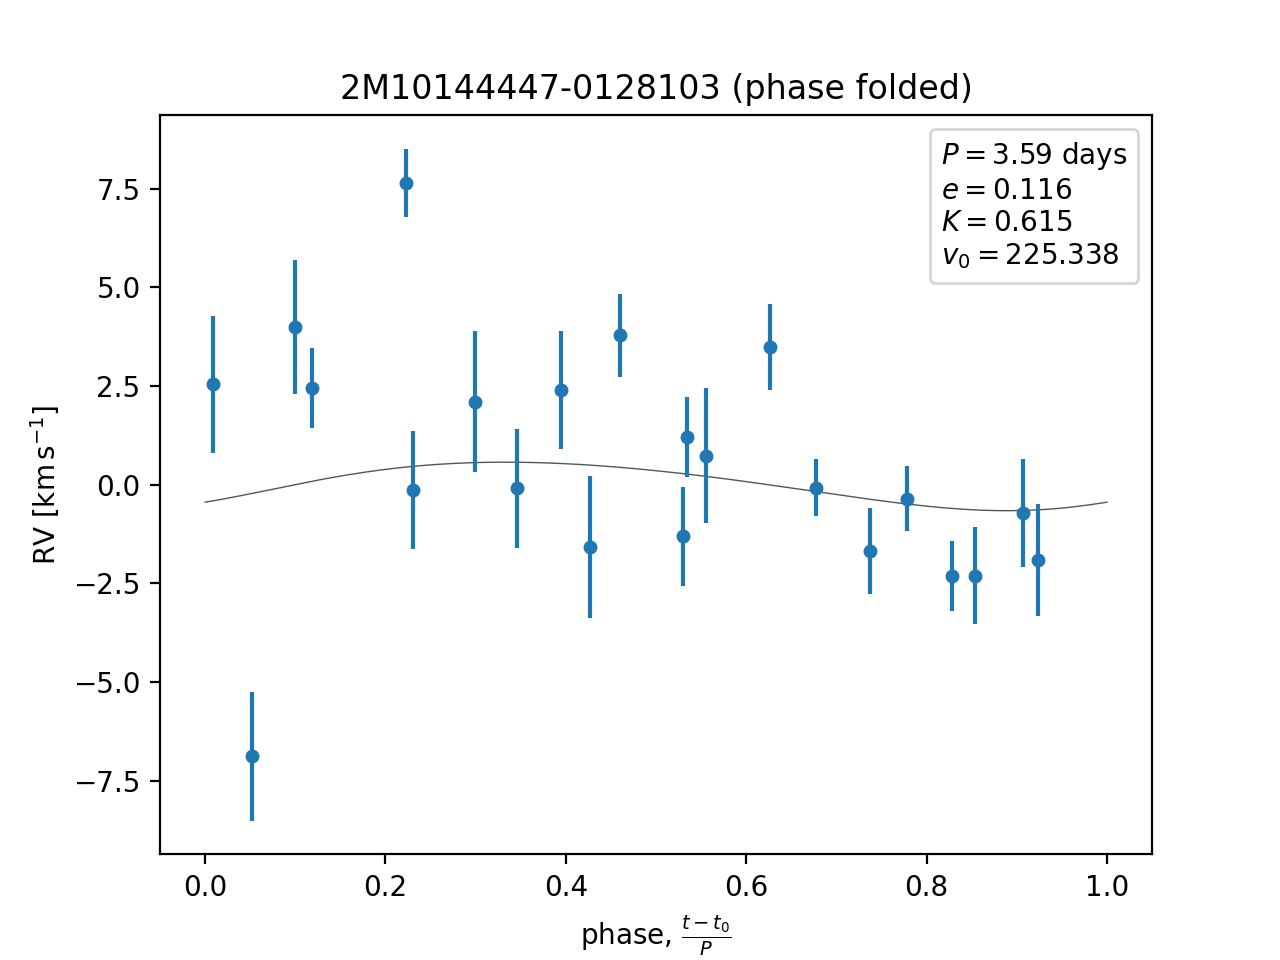 2M10144447-0128103 (phase folded)
P = 3.59 days
e = 0.116
K = 0.615
v₀ = 225.338
7.5
5.0
2.5
0.0
−2.5
−5.0
−7.5
RV [km s⁻¹]
0.0 0.2 0.4 0.6 0.8 1.0
phase, (t − t₀)/P